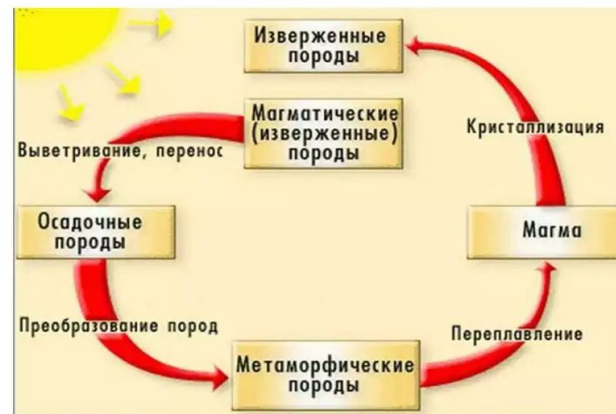 Изверженные
породы
Магматические
(изверженные)
породы
Кристаллизация
Выветривание, перенос
Осадочные
породы
Магма
Преобразование пород
Переплавление
Метаморфические
породы